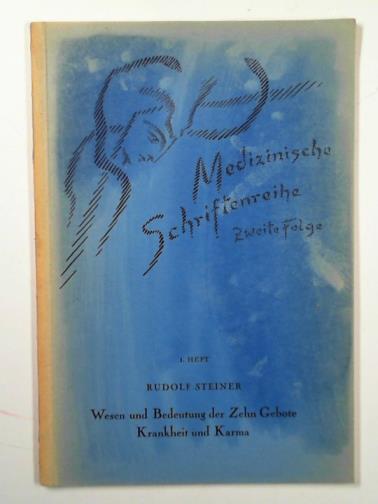 Medizinische
Schriftenreihe
Zweite Folge
1. HEFT
RUDOLF STEINER
Wesen und Bedeutung der Zehn Gebote
Krankheit und Karma